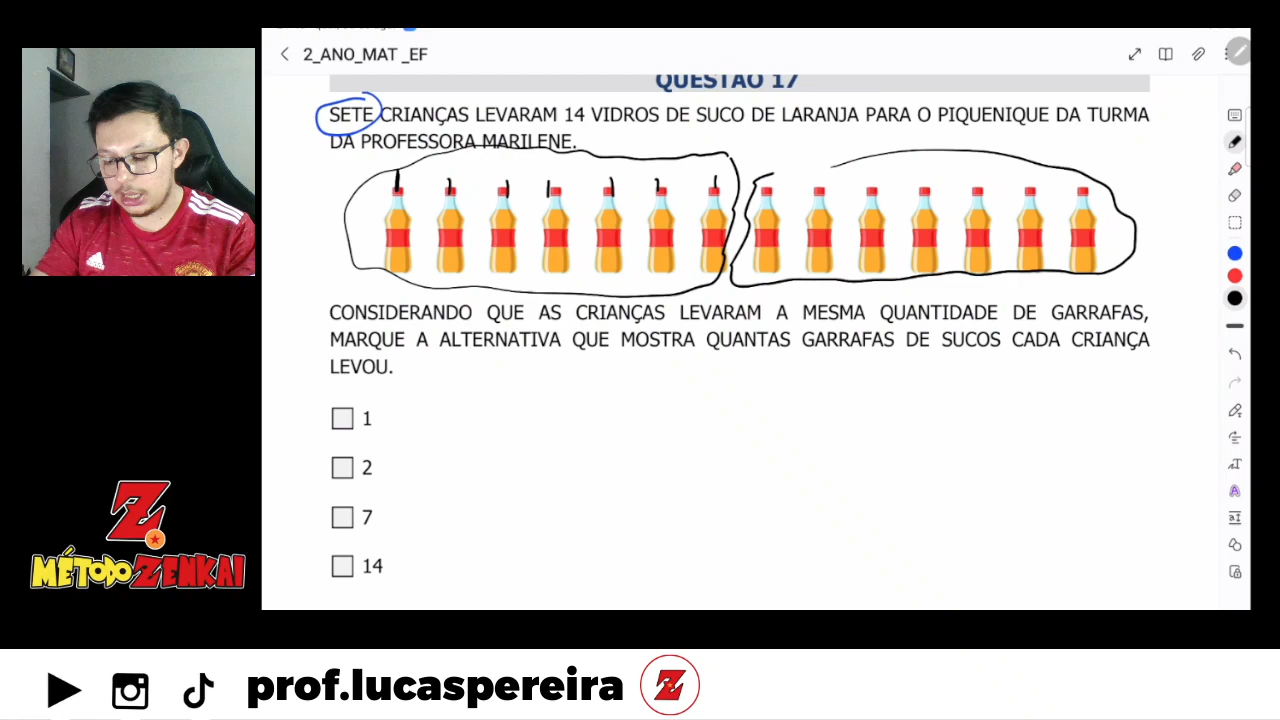 2_ANO_MAT _EF
QUESTÃO 17
SETE CRIANÇAS LEVARAM 14 VIDROS DE SUCO DE LARANJA PARA O PIQUENIQUE DA TURMA
DA PROFESSORA MARILENE.
CONSIDERANDO QUE AS CRIANÇAS LEVARAM A MESMA QUANTIDADE DE GARRAFAS,
MARQUE A ALTERNATIVA QUE MOSTRA QUANTAS GARRAFAS DE SUCOS CADA CRIANÇA
LEVOU.
1
2
7
14
Z
MÉTODO ZENKAI
prof.lucaspereira
Z